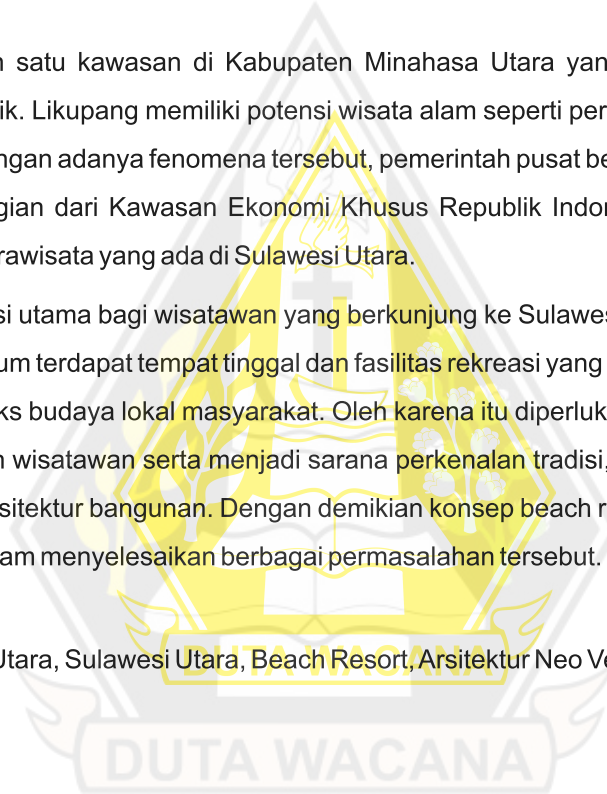 satu kawasan di Kabupaten Minahasa Utara yan
ik. Likupang memiliki potensi wisata alam seperti per
ngan adanya fenomena tersebut, pemerintah pusat be
gian dari Kawasan Ekonomi Khusus Republik Indor
rawisata yang ada di Sulawesi Utara.
si utama bagi wisatawan yang berkunjung ke Sulawes
um terdapat tempat tinggal dan fasilitas rekreasi yang
ks budaya lokal masyarakat. Oleh karena itu diperluk
n wisatawan serta menjadi sarana perkenalan tradisi,
sitektur bangunan. Dengan demikian konsep beach r
am menyelesaikan berbagai permasalahan tersebut.
Utara, Sulawesi Utara, Beach Resort, Arsitektur Neo Ve
DUTA WACANA
DUTA WACANA